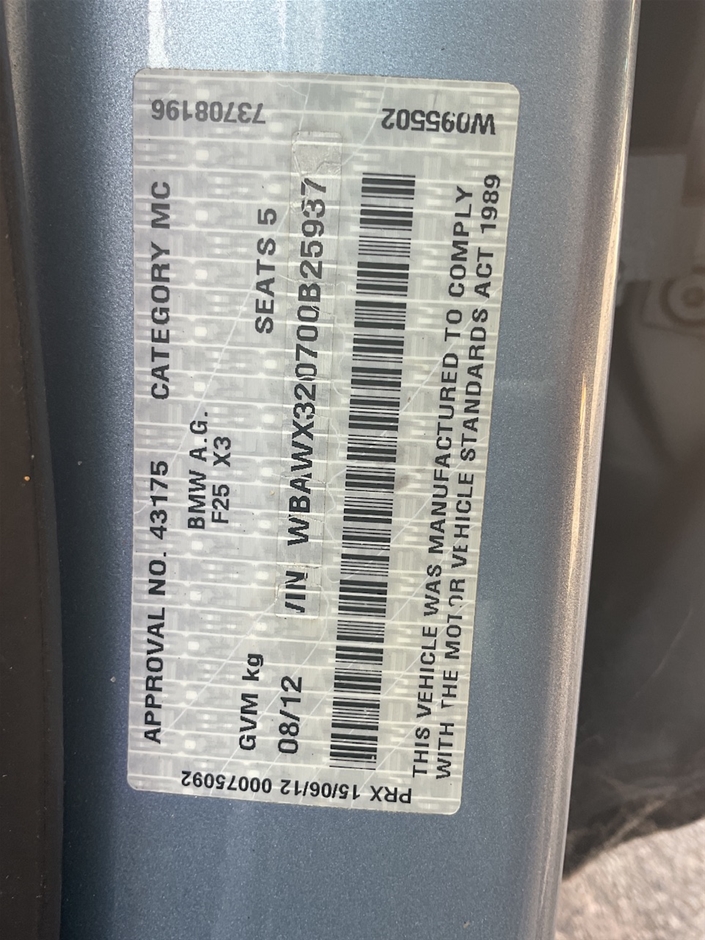 73708196
W095502
APPROVAL NO. 43175 CATEGORY MC
BMW A.G.
F25 X3
GVM kg SEATS 5
08/12 VIN WBAWX320700B25937
THIS VEHICLE WAS MANUFACTURED TO COMPLY
WITH THE MOTOR VEHICLE STANDARDS ACT 1989
PRX 15/06/12 00075092